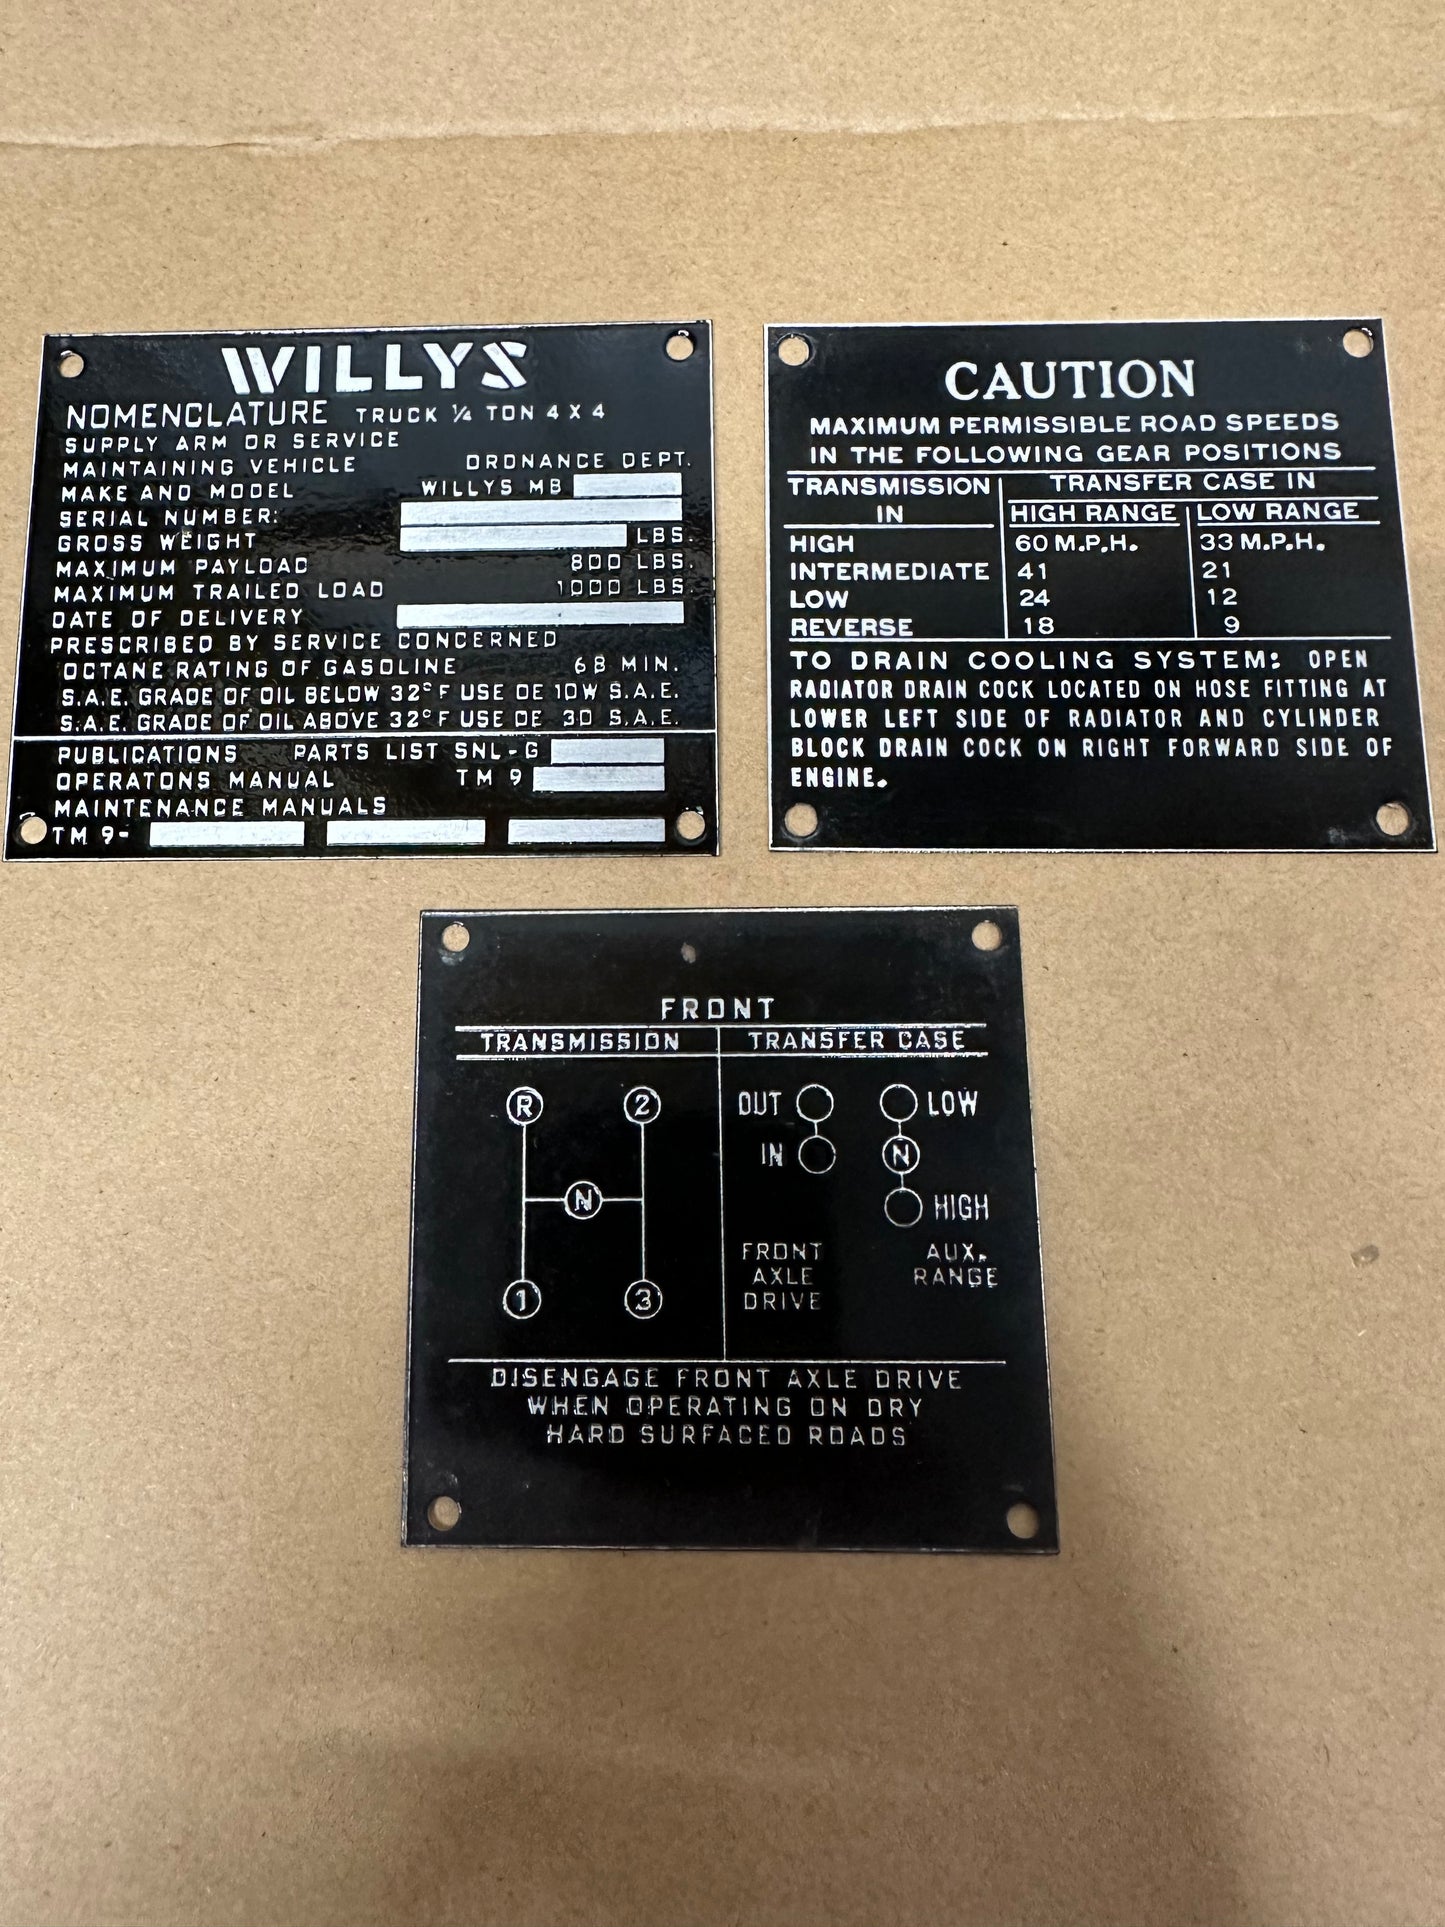 WILLYS
NOMENCLATURE TRUCK 1/4 TON 4 X 4
SUPPLY ARM OR SERVICE
MAINTAINING VEHICLE ORDNANCE DEPT.
MAKE AND MODEL WILLYS MB
SERIAL NUMBER:
GROSS WEIGHT LBS.
MAXIMUM PAYLOAD 800 LBS.
MAXIMUM TRAILED LOAD 1000 LBS.
DATE OF DELIVERY
PRESCRIBED BY SERVICE CONCERNED
OCTANE RATING OF GASOLINE 68 MIN.
S.A.E. GRADE OF OIL BELOW 32° F USE OE 10W S.A.E.
S.A.E. GRADE OF OIL ABOVE 32° F USE OE 30 S.A.E.
PUBLICATIONS PARTS LIST SNL-G
OPERATONS MANUAL TM 9
MAINTENANCE MANUALS
TM 9-
CAUTION
MAXIMUM PERMISSIBLE ROAD SPEEDS
IN THE FOLLOWING GEAR POSITIONS
TRANSMISSION TRANSFER CASE IN
IN HIGH RANGE LOW RANGE
HIGH 60 M.P.H. 33 M.P.H.
INTERMEDIATE 41 21
LOW 24 12
REVERSE 18 9
TO DRAIN COOLING SYSTEM: OPEN
RADIATOR DRAIN COCK LOCATED ON HOSE FITTING AT
LOWER LEFT SIDE OF RADIATOR AND CYLINDER
BLOCK DRAIN COCK ON RIGHT FORWARD SIDE OF
ENGINE.
FRONT
TRANSMISSION TRANSFER CASE
R 2 OUT LOW
IN N
N HIGH
FRONT AUX.
AXLE RANGE
1 3 DRIVE
DISENGAGE FRONT AXLE DRIVE
WHEN OPERATING ON DRY
HARD SURFACED ROADS